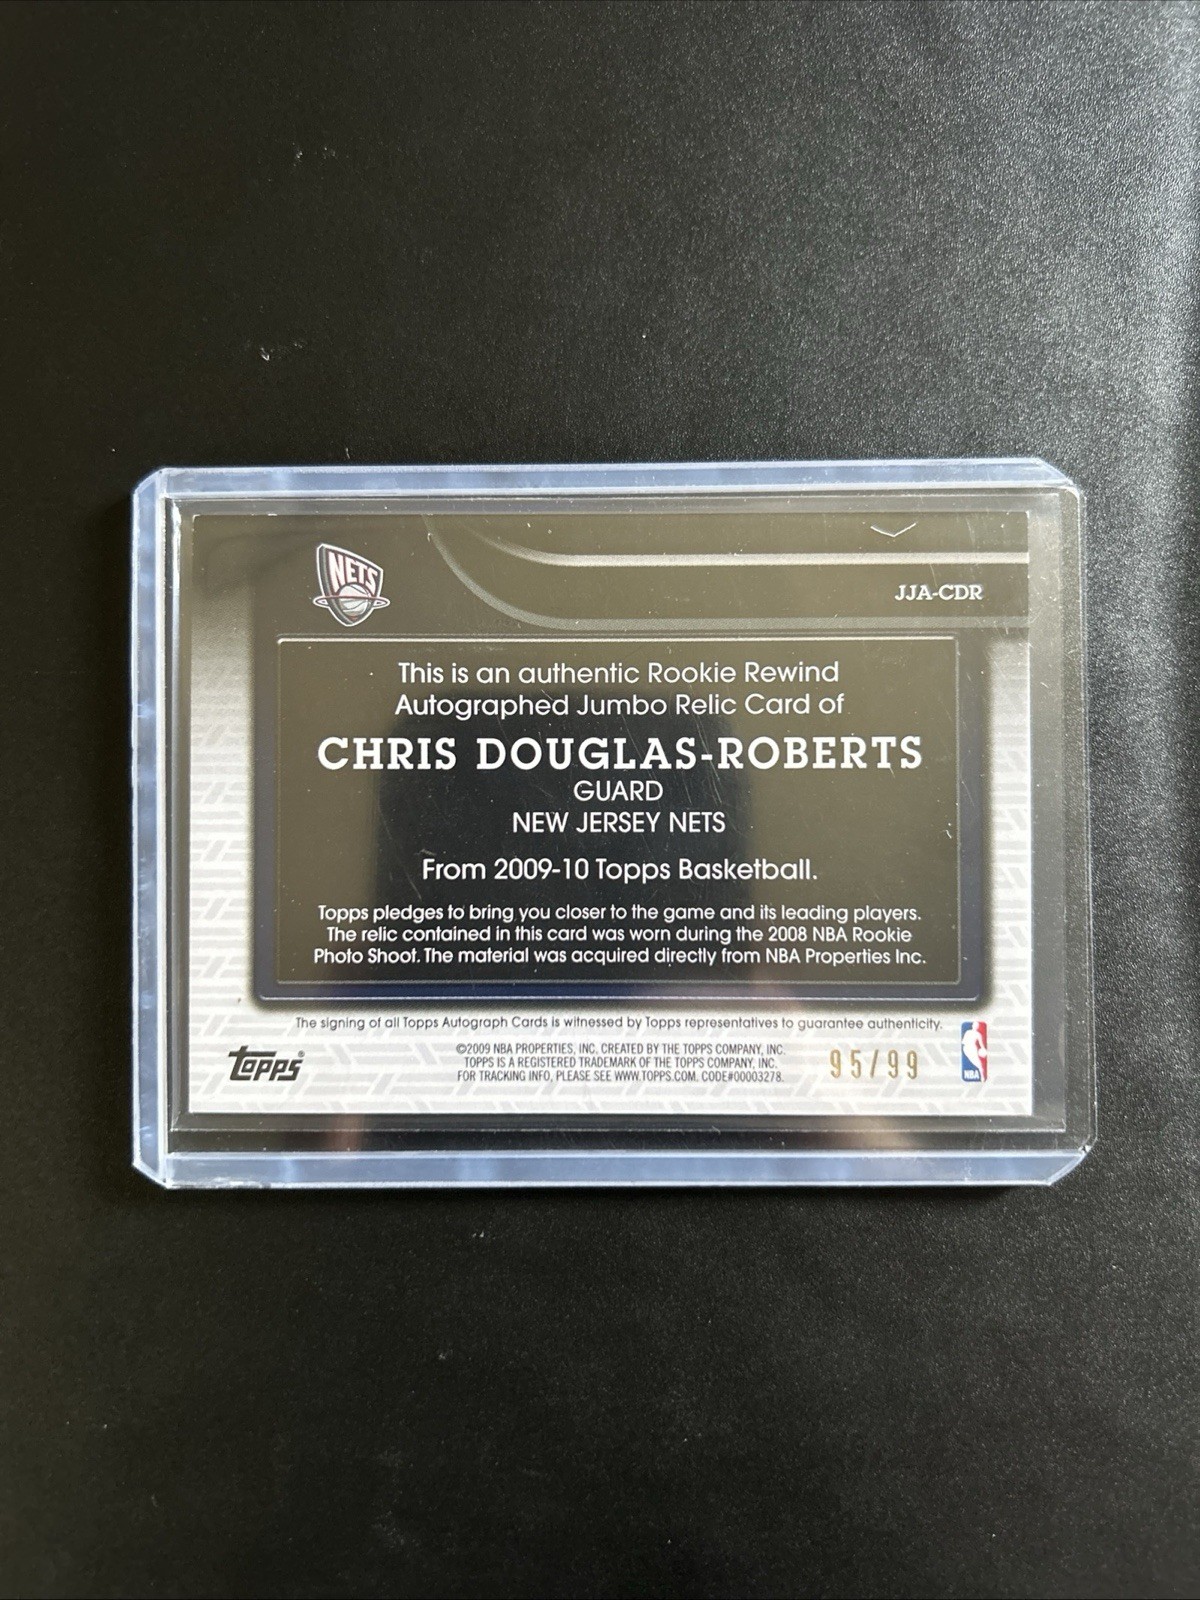 NETS
JJA-CDR
This is an authentic Rookie Rewind
Autographed Jumbo Relic Card of
CHRIS DOUGLAS-ROBERTS
GUARD
NEW JERSEY NETS
From 2009-10 Topps Basketball.
Topps pledges to bring you closer to the game and its leading players.
The relic contained in this card was worn during the 2008 NBA Rookie
Photo Shoot. The material was acquired directly from NBA Properties Inc.
The signing of all Topps Autograph Cards is witnessed by Topps representatives to guarantee authenticity.
topps®
©2009 NBA PROPERTIES, INC. CREATED BY THE TOPPS COMPANY, INC.
TOPPS IS A REGISTERED TRADEMARK OF THE TOPPS COMPANY, INC.
FOR TRACKING INFO, PLEASE SEE WWW.TOPPS.COM. CODE#00003278.
95/99
NBA